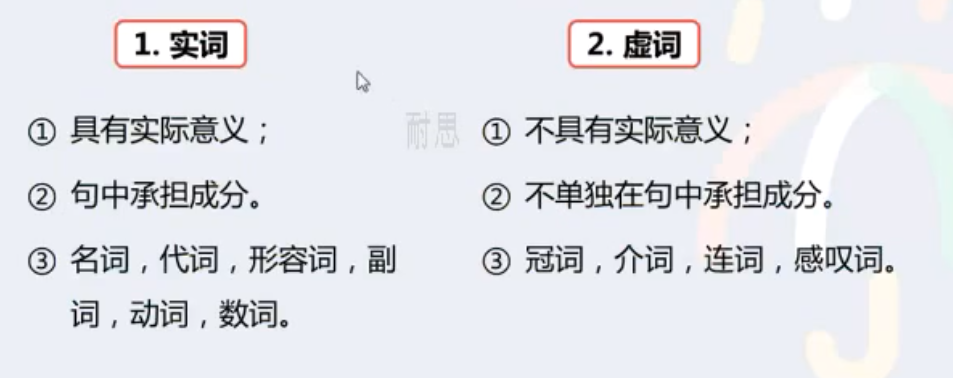 1. 实词
① 具有实际意义；
② 句中承担成分。
③ 名词，代词，形容词，副
词，动词，数词。
耐思
2. 虚词
① 不具有实际意义；
② 不单独在句中承担成分。
③ 冠词，介词，连词，感叹词。